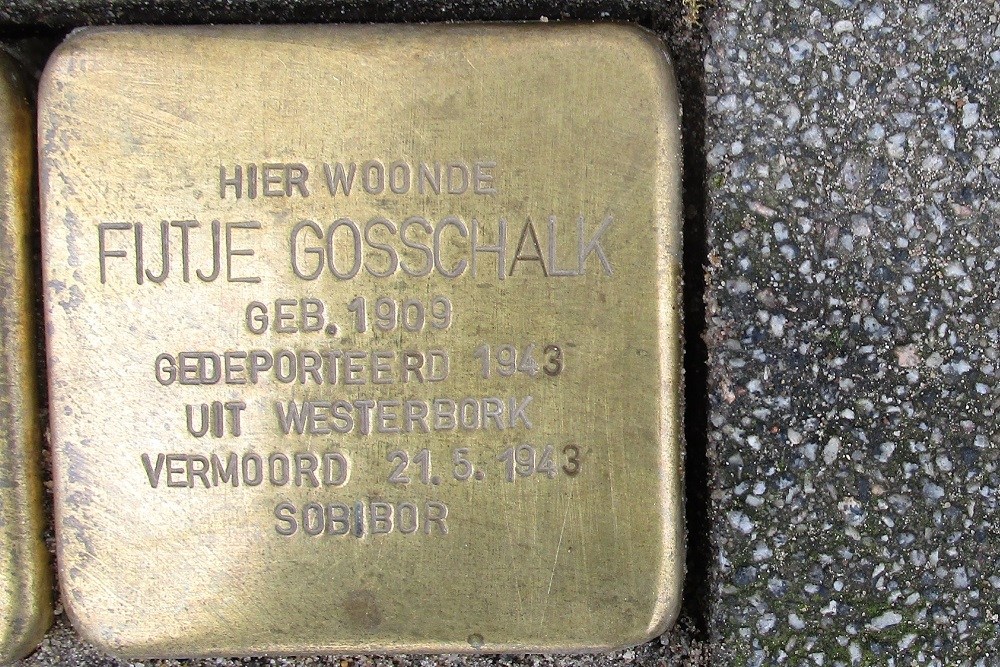 HIER WOONDE
FIJTJE GOSSCHALK
GEB. 1909
GEDEPORTEERD 1943
UIT WESTERBORK
VERMOORD 21.5.1943
SOBIBOR